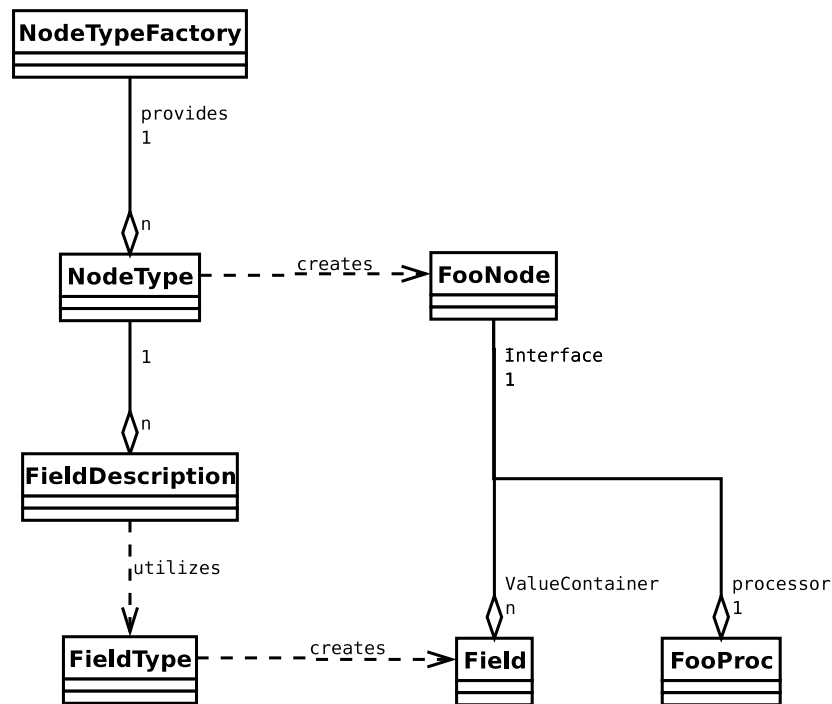 NodeTypeFactory
provides
1
n
NodeType
creates
FooNode
1
Interface
1
n
FieldDescription
utilizes
ValueContainer
n
processor
1
FieldType
creates
Field
FooProc